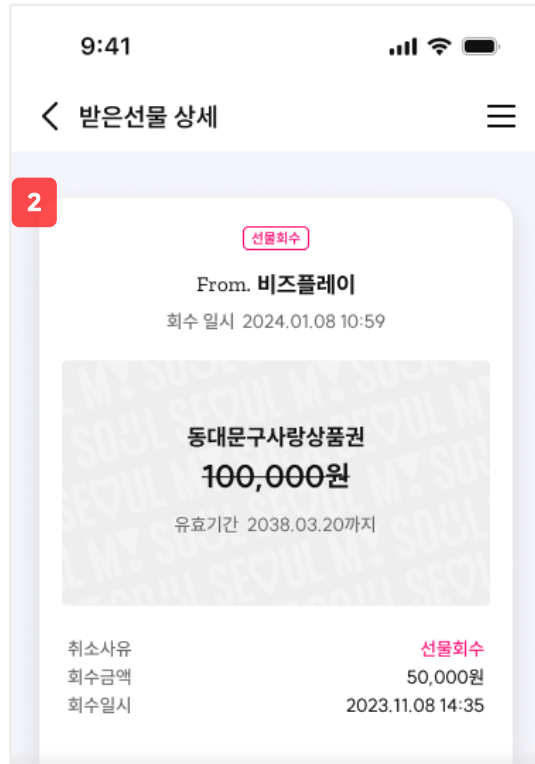 9:41
받은선물 상세
2
선물회수
From. 비즈플레이
회수 일시 2024.01.08 10:59
동대문구사랑상품권
100,000원
유효기간 2038.03.20까지
취소사유 선물회수
회수금액 50,000원
회수일시 2023.11.08 14:35